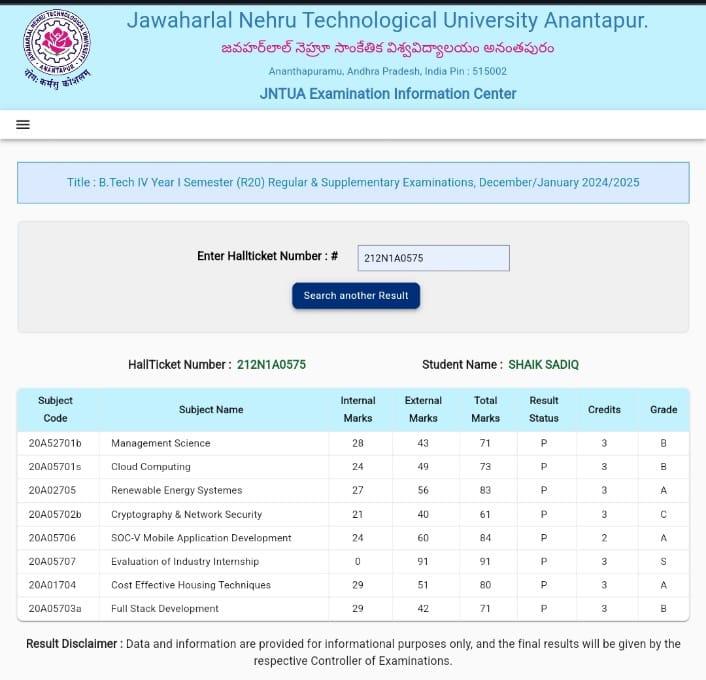 Jawaharlal Nehru Technological University Anantapur.
జవహర్‌లాల్ నెహ్రూ సాంకేతిక విశ్వవిద్యాలయం అనంతపురం
Ananthapuramu, Andhra Pradesh, India Pin : 515002
JNTUA Examination Information Center
JAWAHARLAL NEHRU TECHNOLOGICAL UNIVERSITY
ANANTAPUR
योगः कर्मसु कौशलम्
Title : B.Tech IV Year I Semester (R20) Regular & Supplementary Examinations, December/January 2024/2025
Enter Hallticket Number : # 212N1A0575
Search another Result
HallTicket Number : 212N1A0575 Student Name : SHAIK SADIQ
Subject Code Subject Name Internal Marks External Marks Total Marks Result Status Credits Grade
20A52701b Management Science 28 43 71 P 3 B
20A05701s Cloud Computing 24 49 73 P 3 B
20A02705 Renewable Energy Systemes 27 56 83 P 3 A
20A05702b Cryptography & Network Security 21 40 61 P 3 C
20A05706 SOC-V Mobile Application Development 24 60 84 P 2 A
20A05707 Evaluation of Industry Internship 0 91 91 P 3 S
20A01704 Cost Effective Housing Techniques 29 51 80 P 3 A
20A05703a Full Stack Development 29 42 71 P 3 B
Result Disclaimer : Data and information are provided for informational purposes only, and the final results will be given by the
respective Controller of Examinations.